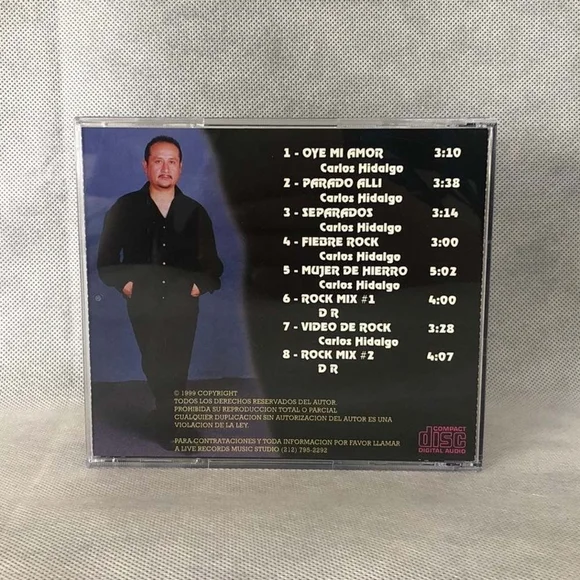 1 - OYE MI AMOR 3:10
Carlos Hidalgo
2 - PARADO ALLI 3:38
Carlos Hidalgo
3 - SEPARADOS 3:14
Carlos Hidalgo
4 - FIEBRE ROCK 3:00
Carlos Hidalgo
5 - MUJER DE HIERRO 5:02
Carlos Hidalgo
6 - ROCK MIX #1 4:00
D R
7 - VIDEO DE ROCK 3:28
Carlos Hidalgo
8 - ROCK MIX #2 4:07
D R
© 1999 COPYRIGHT
TODOS LOS DERECHOS RESERVADOS DEL AUTOR
PROHIBIDA SU REPRODUCCION TOTAL O PARCIAL
CUALQUIER DUPLICACION SIN AUTORIZACION DEL AUTOR ES UNA
VIOLACION DE LA LEY.
PARA CONTRATACIONES Y TODA INFORMACION POR FAVOR LLAMAR
A LIVE RECORDS MUSIC STUDIO (212) 795-2292
COMPACT
disc
DIGITAL AUDIO